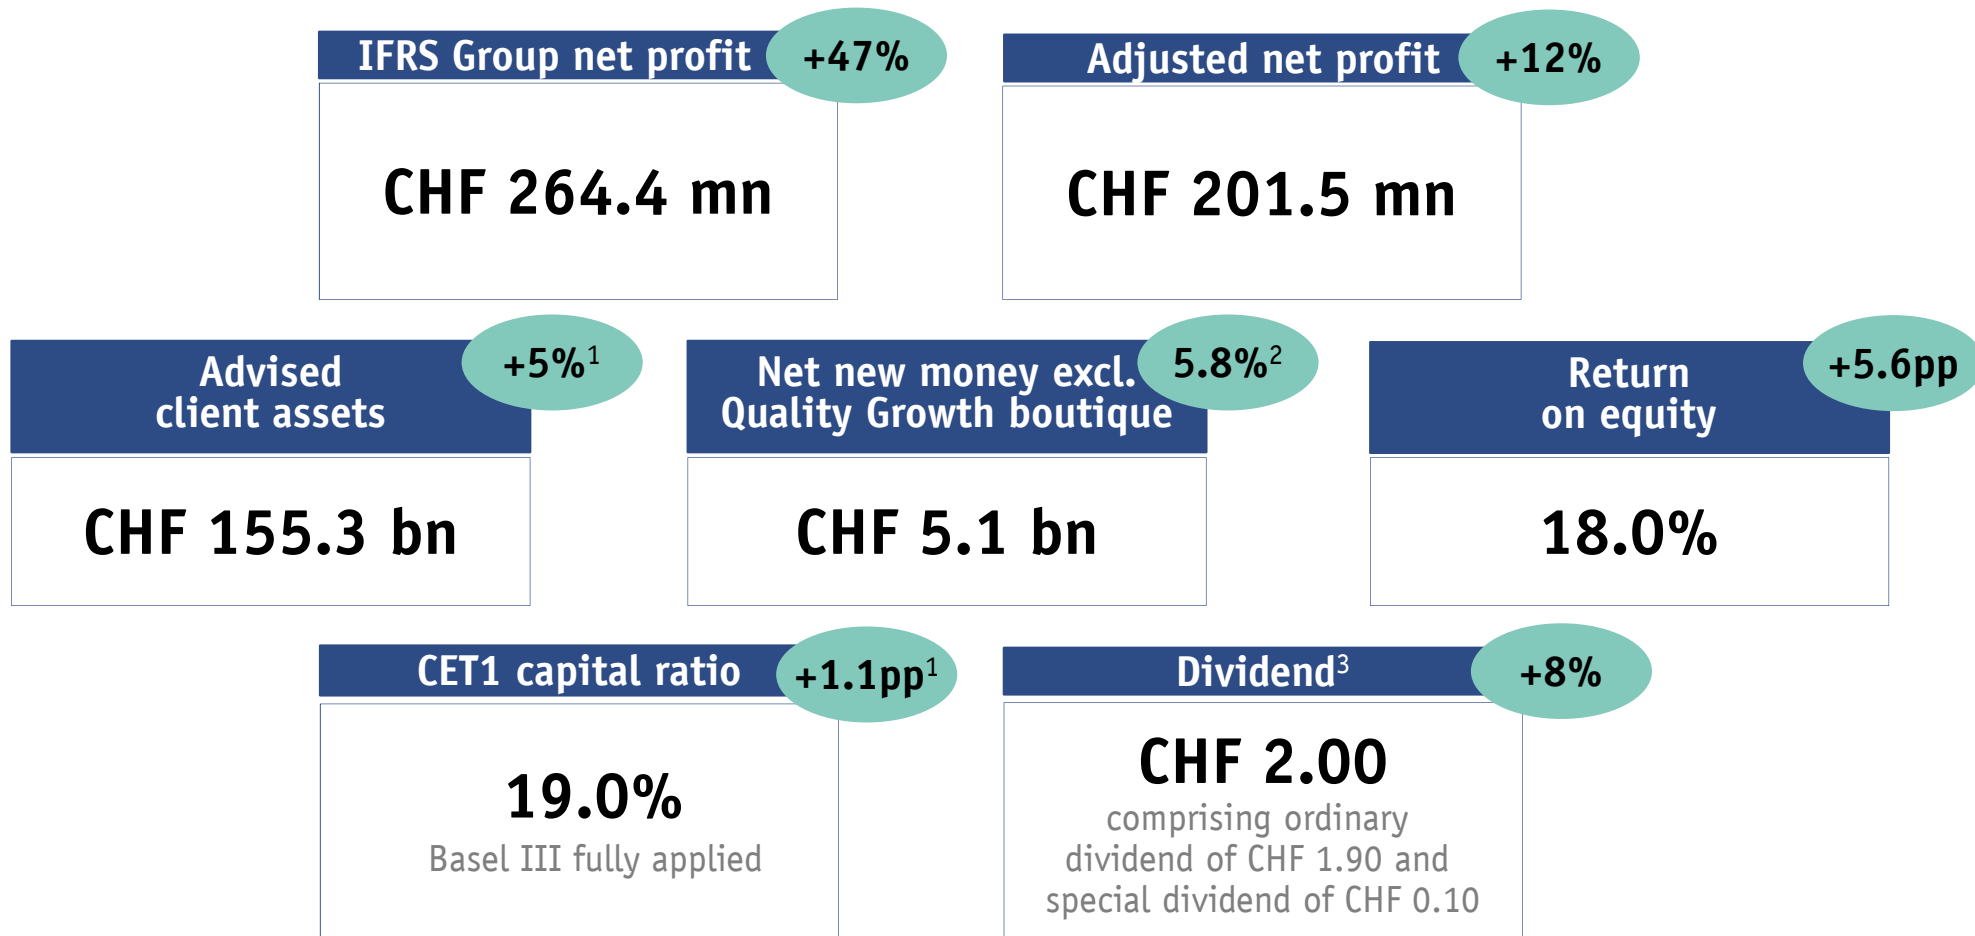 IFRS Group net profit
+47%
CHF 264.4 mn
Adjusted net profit
+12%
CHF 201.5 mn
Advised
client assets
+5%¹
CHF 155.3 bn
Net new money excl.
Quality Growth boutique
5.8%²
CHF 5.1 bn
Return
on equity
+5.6pp
18.0%
CET1 capital ratio
+1.1pp¹
19.0%
Basel III fully applied
Dividend³
+8%
CHF 2.00
comprising ordinary
dividend of CHF 1.90 and
special dividend of CHF 0.10